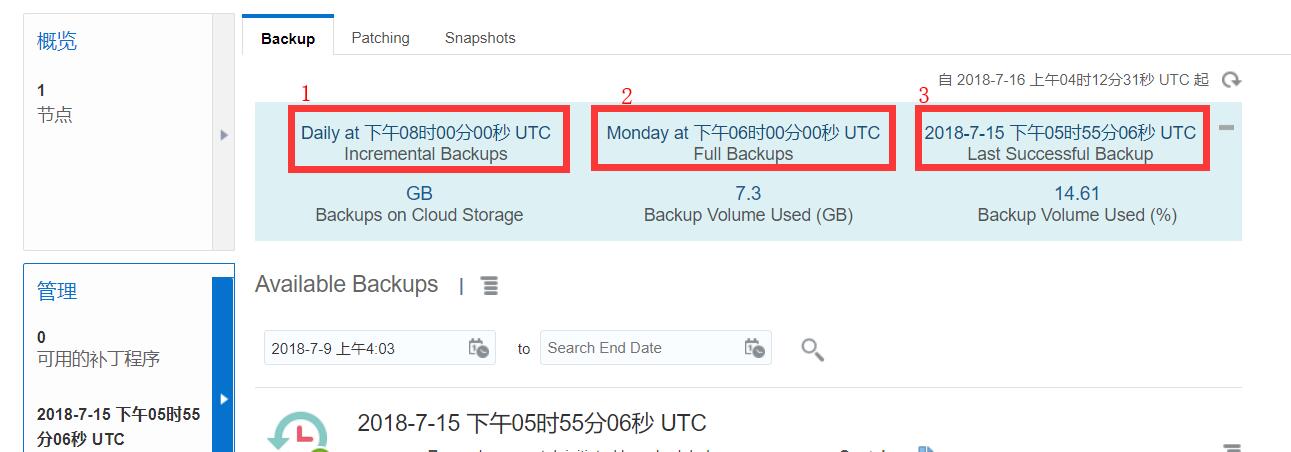 概览
1
节点
Backup Patching Snapshots
自 2018-7-16 上午04时12分31秒 UTC 起
1 2 3
Daily at 下午08时00分00秒 UTC
Incremental Backups
Monday at 下午06时00分00秒 UTC
Full Backups
2018-7-15 下午05时55分06秒 UTC
Last Successful Backup
GB
Backups on Cloud Storage
7.3
Backup Volume Used (GB)
14.61
Backup Volume Used (%)
管理
0
可用的补丁程序
2018-7-15 下午05时55
分06秒 UTC
Available Backups |
2018-7-9 上午4:03 to Search End Date
2018-7-15 下午05时55分06秒 UTC